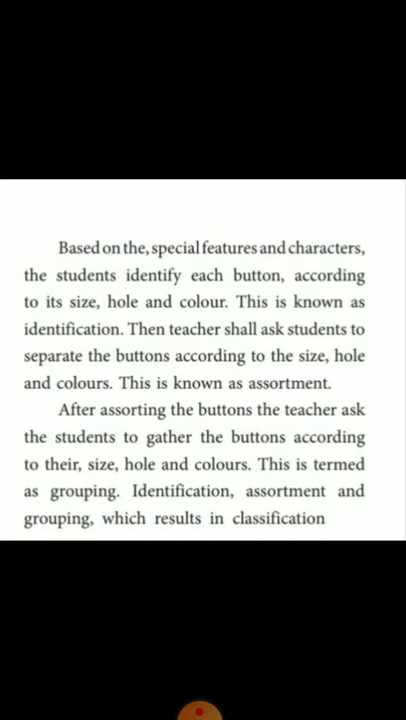 Based on the, special features and characters,
the students identify each button, according
to its size, hole and colour. This is known as
identification. Then teacher shall ask students to
separate the buttons according to the size, hole
and colours. This is known as assortment.
After assorting the buttons the teacher ask
the students to gather the buttons according
to their, size, hole and colours. This is termed
as grouping. Identification, assortment and
grouping, which results in classification